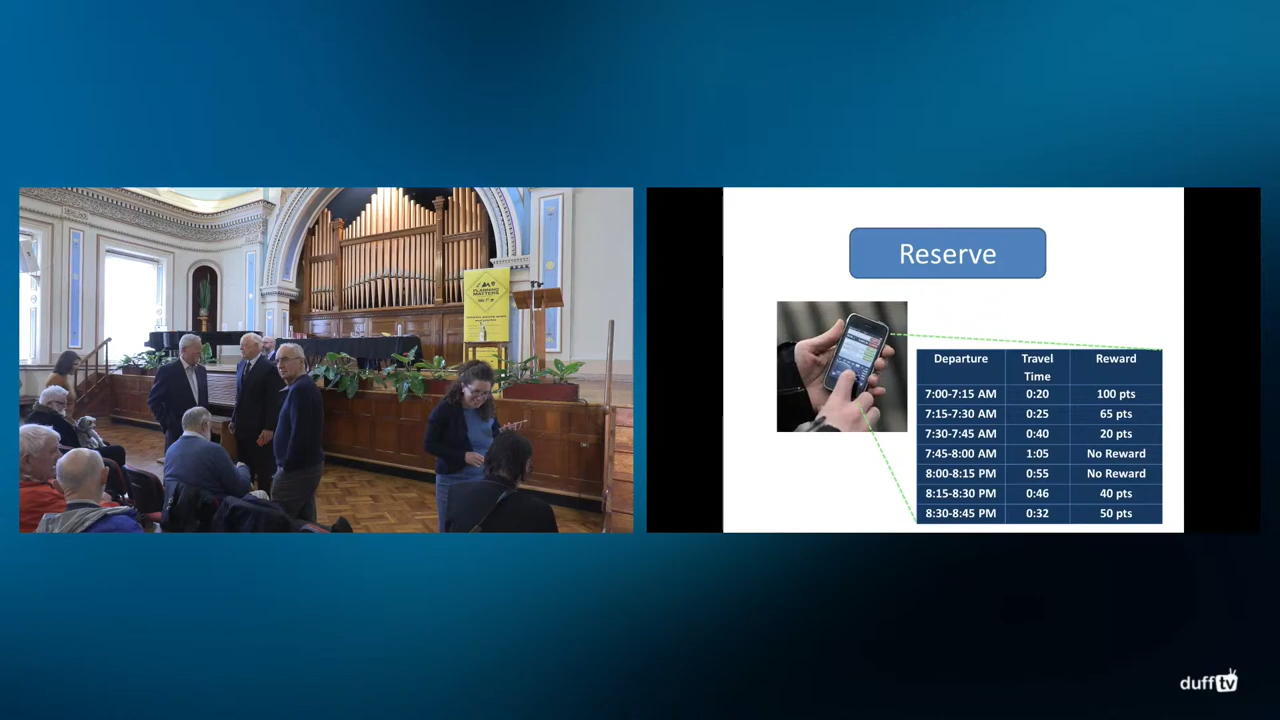 PLANNING
MATTERS
Reserve
Departure Travel Time Reward
7:00-7:15 AM 0:20 100 pts
7:15-7:30 AM 0:25 65 pts
7:30-7:45 AM 0:40 20 pts
7:45-8:00 AM 1:05 No Reward
8:00-8:15 PM 0:55 No Reward
8:15-8:30 PM 0:46 40 pts
8:30-8:45 PM 0:32 50 pts
duff tv